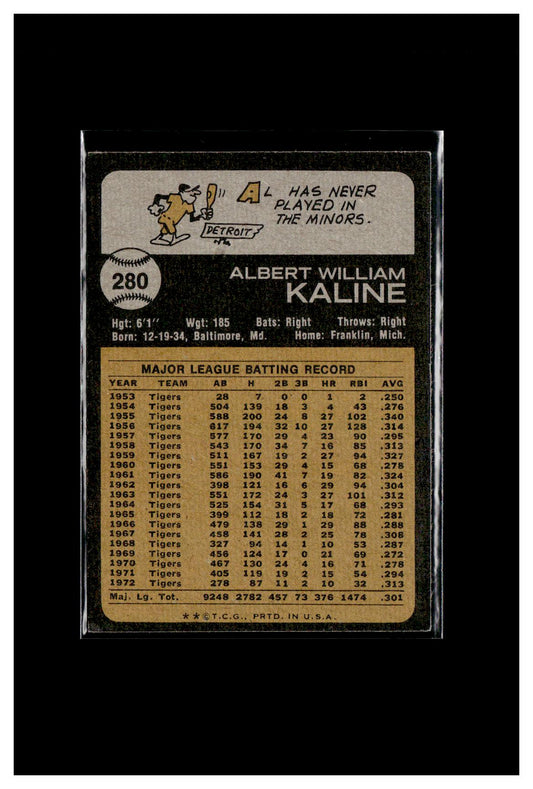 AL HAS NEVER
PLAYED IN
THE MINORS.
DETROIT
280
ALBERT WILLIAM
KALINE
Hgt: 6'1" Wgt: 185 Bats: Right Throws: Right
Born: 12-19-34, Baltimore, Md. Home: Franklin, Mich.
MAJOR LEAGUE BATTING RECORD
YEAR TEAM AB H 2B 3B HR RBI AVG
1953 Tigers 28 7 0 0 1 2 .250
1954 Tigers 504 139 18 3 4 43 .276
1955 Tigers 588 200 24 8 27 102 .340
1956 Tigers 617 194 32 10 27 128 .314
1957 Tigers 577 170 29 4 23 90 .295
1958 Tigers 543 170 34 7 16 85 .313
1959 Tigers 511 167 19 2 27 94 .327
1960 Tigers 551 153 29 4 15 68 .278
1961 Tigers 586 190 41 7 19 82 .324
1962 Tigers 398 121 16 6 29 94 .304
1963 Tigers 551 172 24 3 27 101 .312
1964 Tigers 525 154 31 5 17 68 .293
1965 Tigers 399 112 18 2 18 72 .281
1966 Tigers 479 138 29 1 29 88 .288
1967 Tigers 458 141 28 2 25 78 .308
1968 Tigers 327 94 14 1 10 53 .287
1969 Tigers 456 124 17 0 21 69 .272
1970 Tigers 467 130 24 4 16 71 .278
1971 Tigers 405 119 19 2 15 54 .294
1972 Tigers 278 87 11 2 10 32 .313
Maj. Lg. Tot. 9248 2782 457 73 376 1474 .301
**©T.C.G., PRTD. IN U.S.A.